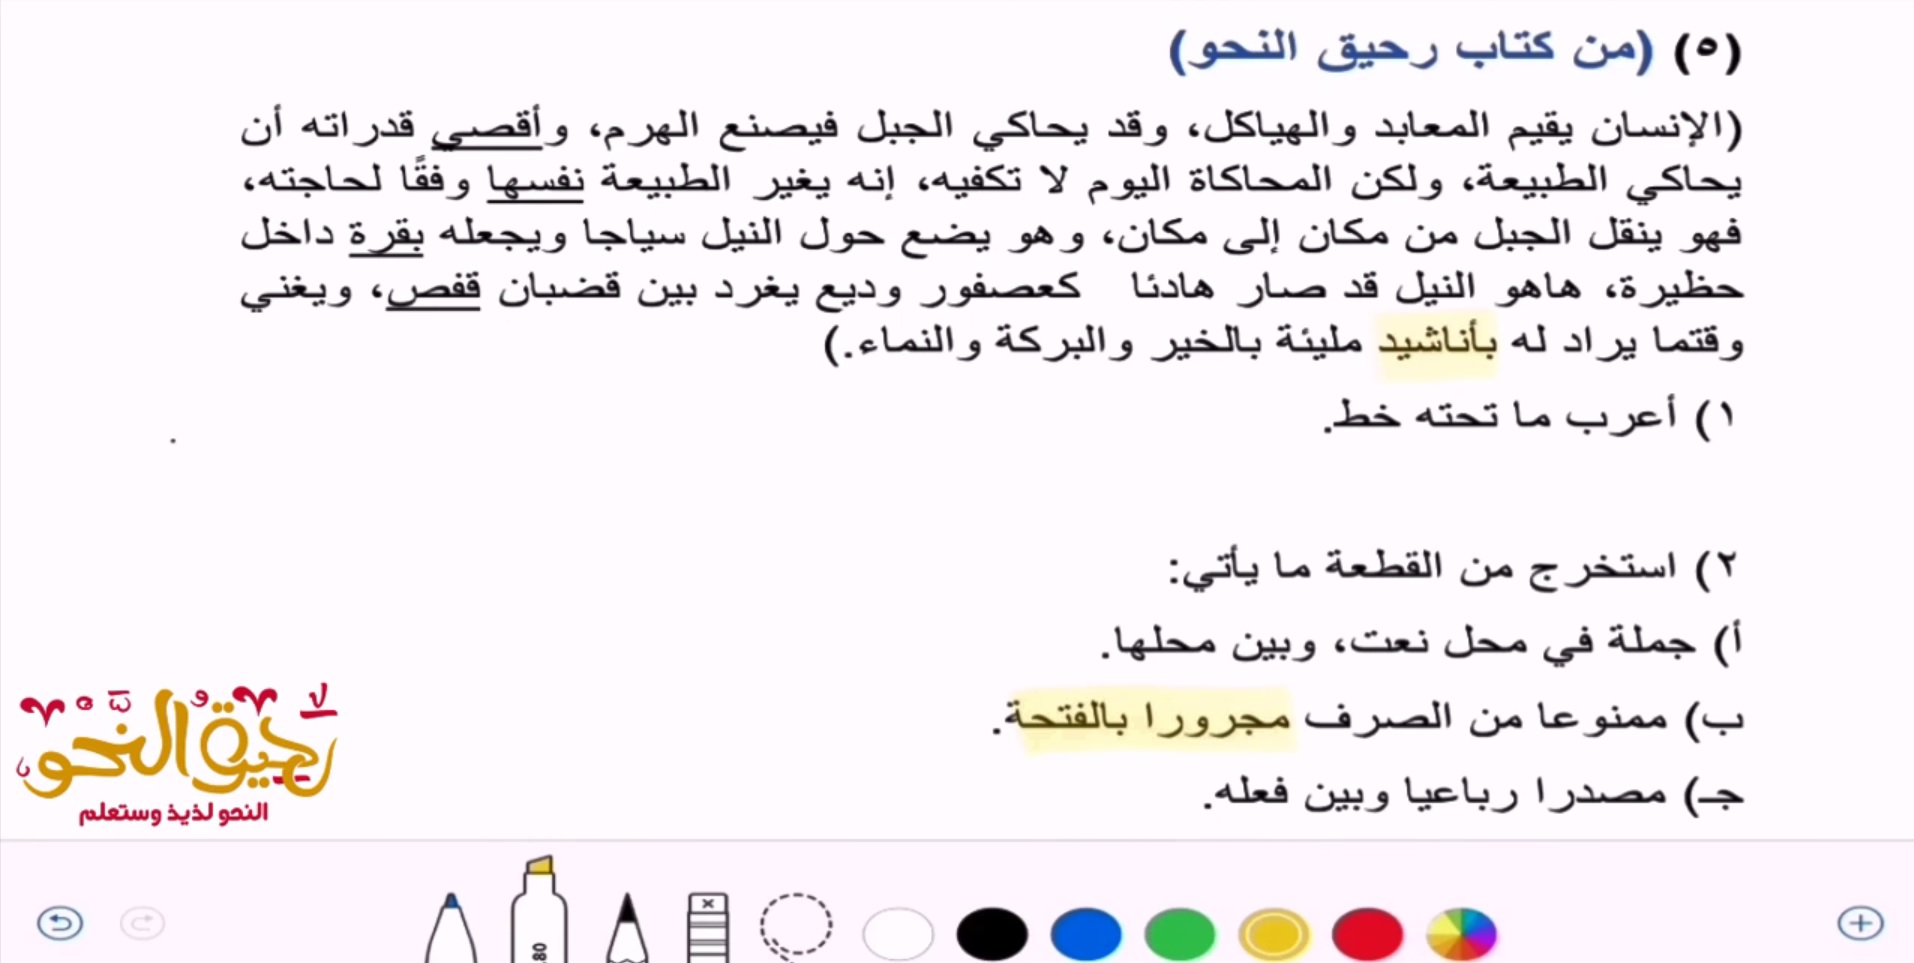 (٥) (من كتاب رحيق النحو)
(الإنسان يقيم المعابد والهياكل، وقد يحاكي الجبل فيصنع الهرم، وأقصي قدراته أن
يحاكي الطبيعة، ولكن المحاكاة اليوم لا تكفيه، إنه يغير الطبيعة نفسها وفقًا لحاجته،
فهو ينقل الجبل من مكان إلى مكان، وهو يضع حول النيل سياجا ويجعله بقرة داخل
حظيرة، هاهو النيل قد صار هادئا كعصفور وديع يغرد بين قضبان قفص، ويغني
وقتما يراد له بأناشيد مليئة بالخير والبركة والنماء.)
١) أعرب ما تحته خط.
٢) استخرج من القطعة ما يأتي:
أ) جملة في محل نعت، وبين محلها.
ب) ممنوعا من الصرف مجرورا بالفتحة.
جـ) مصدرا رباعيا وبين فعله.
رحيق النحو
النحو لذيذ وستعلم
80